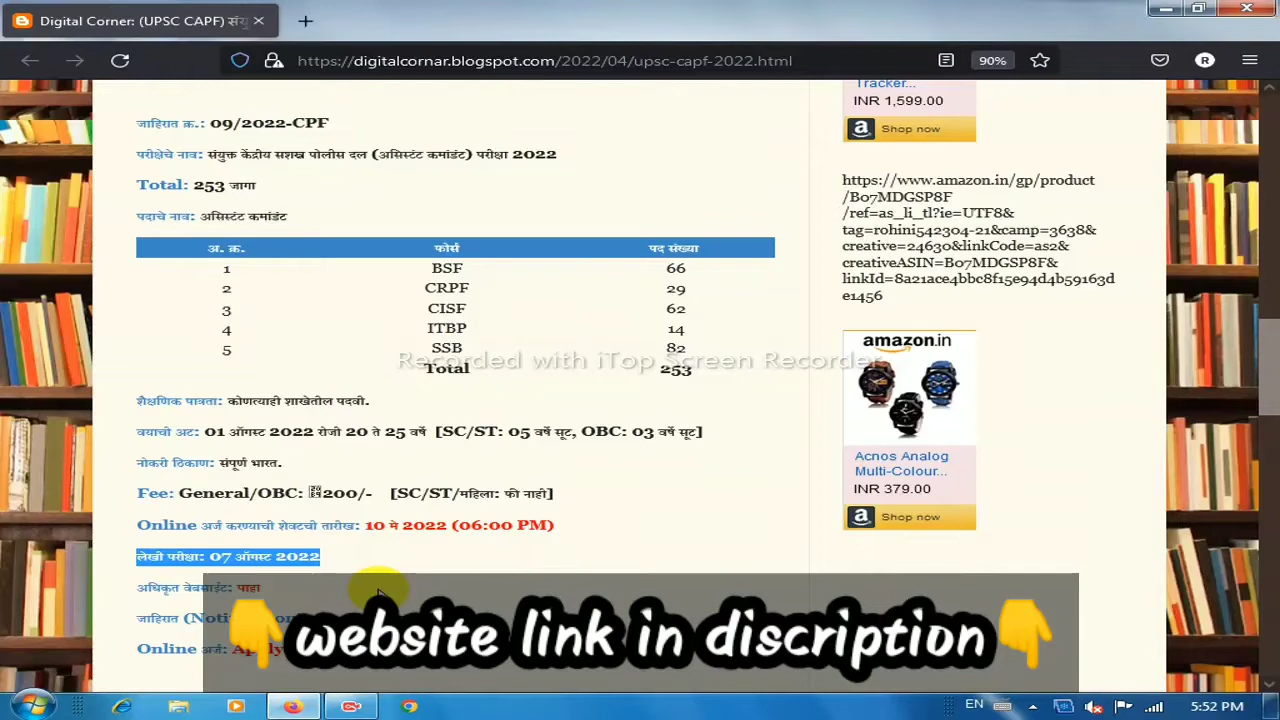 Digital Corner: (UPSC CAPF) संयु
https://digitalcornar.blogspot.com/2022/04/upsc-capf-2022.html
90%
R
जाहिरात क्र.: 09/2022-CPF
परीक्षेचे नाव: संयुक्त केंद्रीय सशस्त्र पोलीस दल (असिस्टंट कमांडंट) परीक्षा 2022
Total: 253 जागा
पदाचे नाव: असिस्टंट कमांडंट
अ. क्र. फोर्स पद संख्या
1 BSF 66
2 CRPF 29
3 CISF 62
4 ITBP 14
5 SSB 82
Total 253
Recorded with iTop Screen Recorder
शैक्षणिक पात्रता: कोणत्याही शाखेतील पदवी.
वयाची अट: 01 ऑगस्ट 2022 रोजी 20 ते 25 वर्षे [SC/ST: 05 वर्षे सूट, OBC: 03 वर्षे सूट]
नोकरी ठिकाण: संपूर्ण भारत.
Fee: General/OBC: 200/- [SC/ST/महिला: फी नाही]
Online अर्ज करण्याची शेवटची तारीख: 10 मे 2022 (06:00 PM)
लेखी परीक्षा: 07 ऑगस्ट 2022
अधिकृत वेबसाईट: पाहा
जाहिरात
Online अर्ज:
website link in discription
Tracker...
INR 1,599.00
a Shop now
https://www.amazon.in/gp/product
/B07MDGSP8F
/ref=as_li_tl?ie=UTF8&
tag=rohini542304-21&camp=3638&
creative=24630&linkCode=as2&
creativeASIN=B07MDGSP8F&
linkId=8a21ace4bbc8f15e94d4b59163d
e1456
amazon.in
Acnos Analog
Multi-Colour...
INR 379.00
a Shop now
EN
5:52 PM